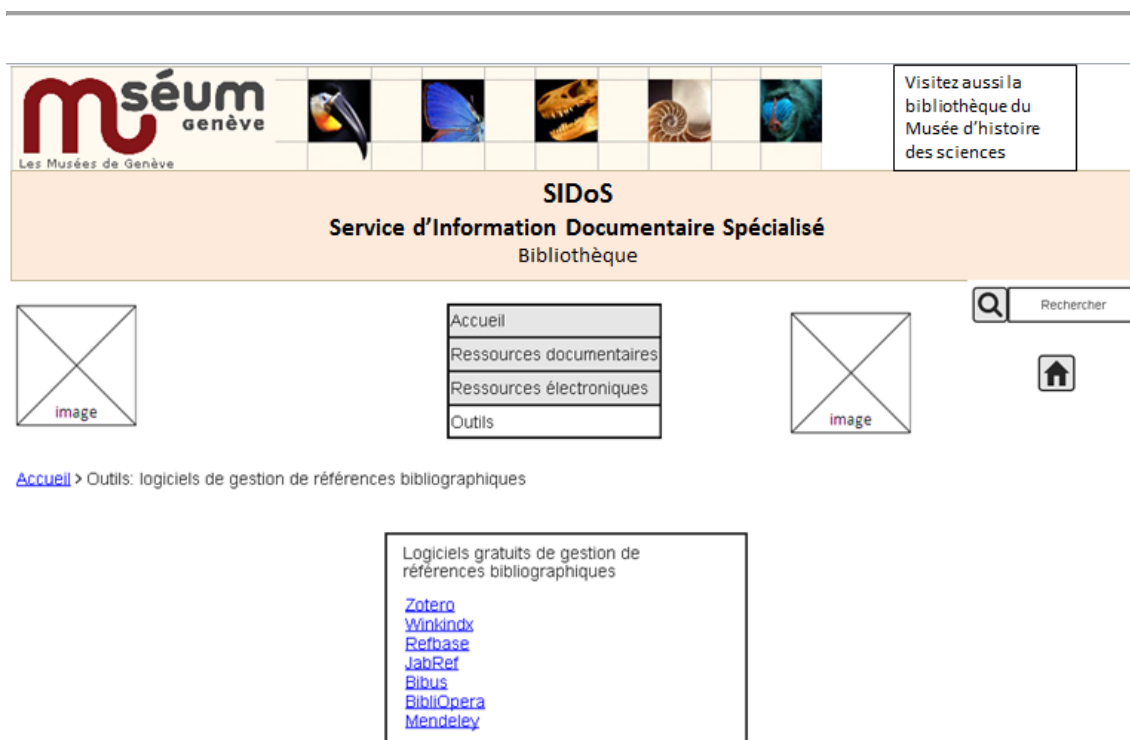 Muséum
Genève
Les Musées de Genève
Visitez aussi la
bibliothèque du
Musée d'histoire
des sciences
SIDoS
Service d'Information Documentaire Spécialisé
Bibliothèque
Rechercher
Accueil
Ressources documentaires
Ressources électroniques
Outils
image
image
Accueil > Outils: logiciels de gestion de références bibliographiques
Logiciels gratuits de gestion de
références bibliographiques
Zotero
Winkindx
Refbase
JabRef
Bibus
BibliOpera
Mendeley